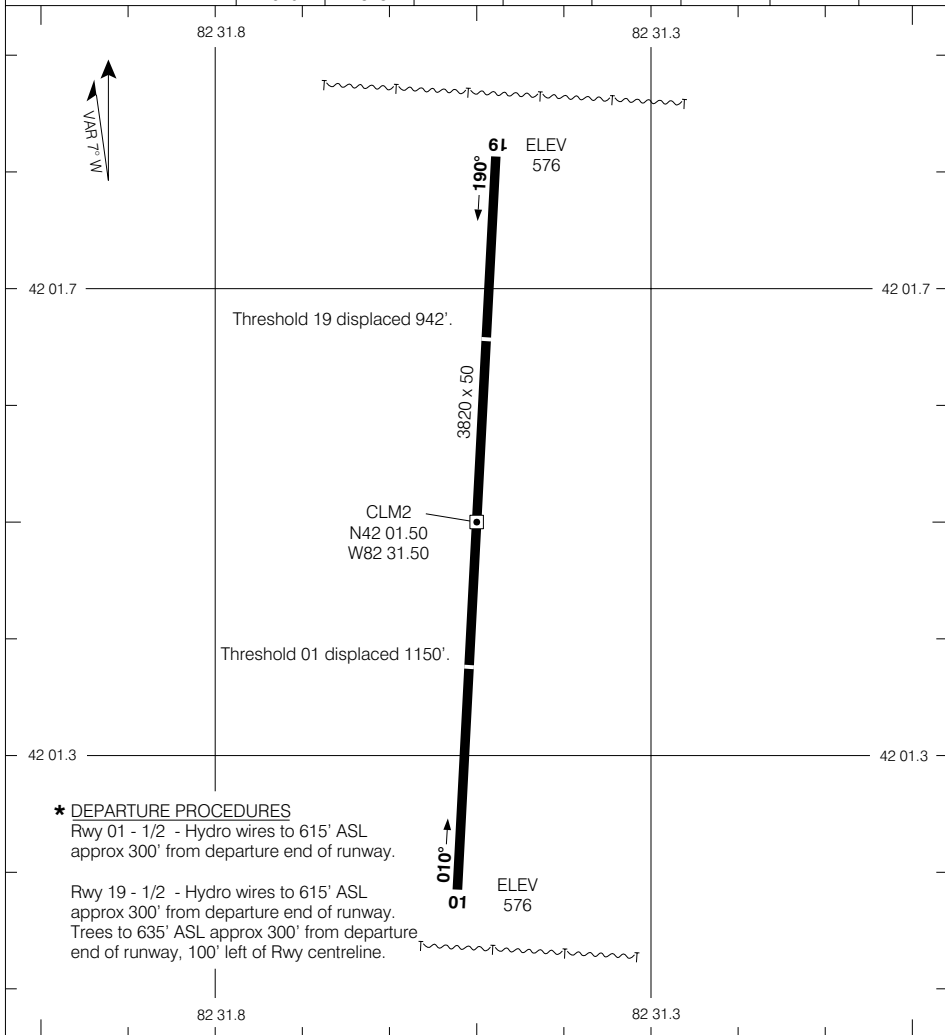 82 31.8
82 31.3
VAR 7° W
19
ELEV
576
190°
42 01.7
42 01.7
Threshold 19 displaced 942'.
3820 x 50
CLM2
N42 01.50
W82 31.50
Threshold 01 displaced 1150'.
42 01.3
42 01.3
* DEPARTURE PROCEDURES
Rwy 01 - 1/2 - Hydro wires to 615' ASL
approx 300' from departure end of runway.
Rwy 19 - 1/2 - Hydro wires to 615' ASL
approx 300' from departure end of runway.
Trees to 635' ASL approx 300' from departure
end of runway, 100' left of Rwy centreline.
010°
01
ELEV
576
82 31.8
82 31.3